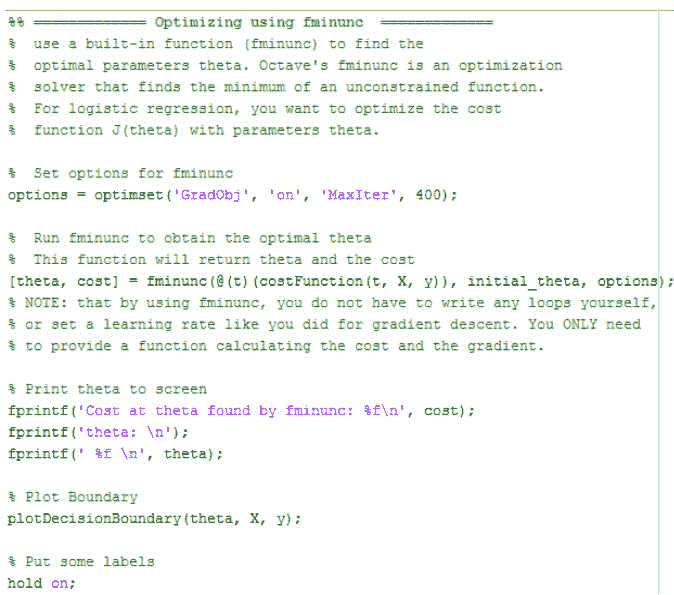 %% ============= Optimizing using fminunc =============
% use a built-in function (fminunc) to find the
% optimal parameters theta. Octave's fminunc is an optimization
% solver that finds the minimum of an unconstrained function.
% For logistic regression, you want to optimize the cost
% function J(theta) with parameters theta.
% Set options for fminunc
options = optimset('GradObj', 'on', 'MaxIter', 400);
% Run fminunc to obtain the optimal theta
% This function will return theta and the cost
[theta, cost] = fminunc(@(t)(costFunction(t, X, y)), initial_theta, options);
% NOTE: that by using fminunc, you do not have to write any loops yourself,
% or set a learning rate like you did for gradient descent. You ONLY need
% to provide a function calculating the cost and the gradient.
% Print theta to screen
fprintf('Cost at theta found by fminunc: %f\n', cost);
fprintf('theta: \n');
fprintf(' %f \n', theta);
% Plot Boundary
plotDecisionBoundary(theta, X, y);
% Put some labels
hold on;